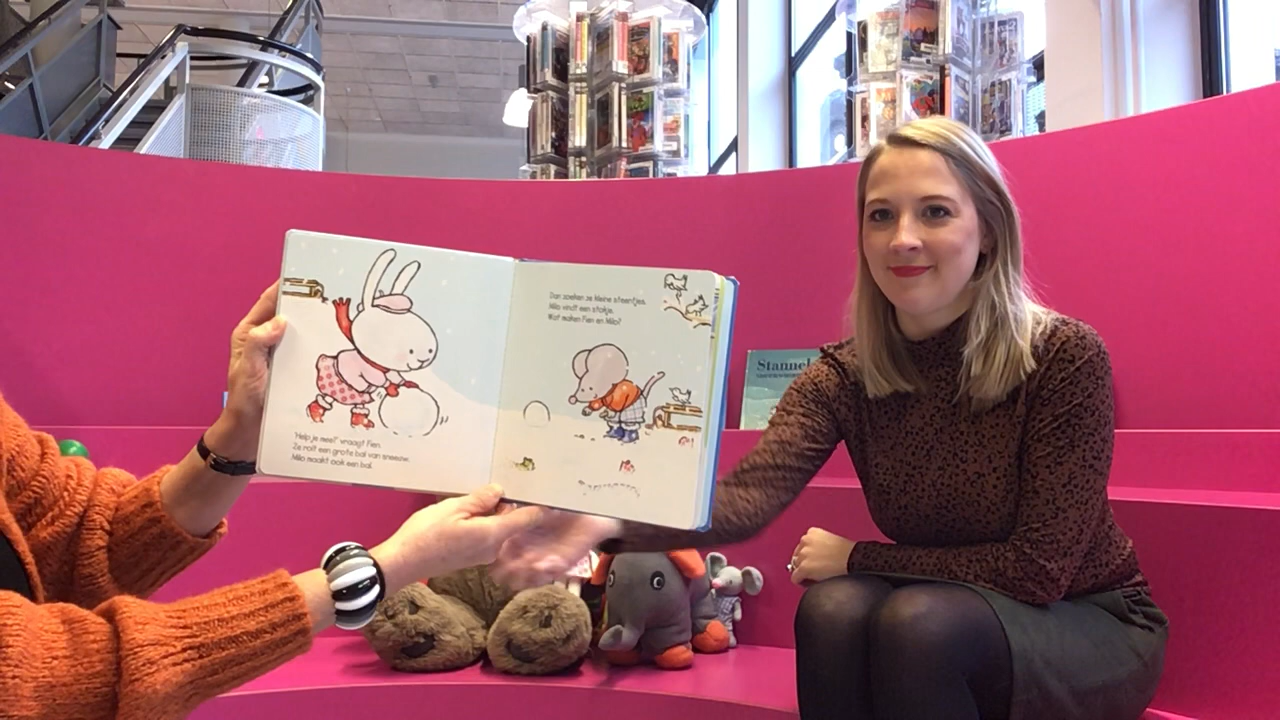 'Help je mee?' vraagt Fien.
Ze rolt een grote bal van sneeuw.
Milo maakt ook een bal.
Dan zoeken ze kleine steentjes.
Milo vindt een stokje.
Wat maken Fien en Milo?
Stannel